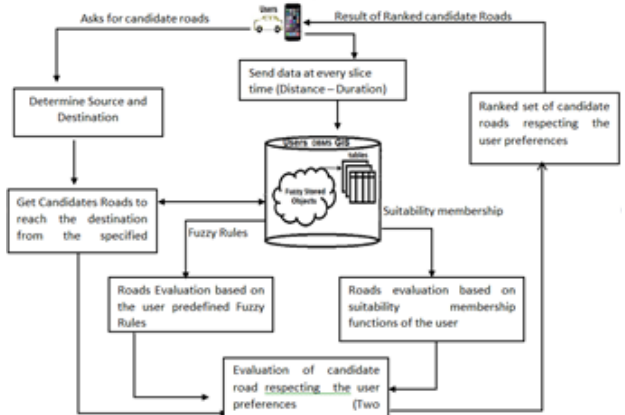 Users
Asks for candidate roads
Result of Ranked candidate Roads
Send data at every slice
time (Distance – Duration)
Determine Source and
Destination
Ranked set of candidate
roads respecting the
user preferences
Users DBMS GIS
tables
Fuzzy Stored
Objects
Get Candidates Roads to
reach the destination
from the specified
Suitability membership
Fuzzy Rules
Roads Evaluation based on
the user predefined Fuzzy
Rules
Roads evaluation based on
suitability membership
functions of the user
Evaluation of candidate
road respecting the user
preferences (Two